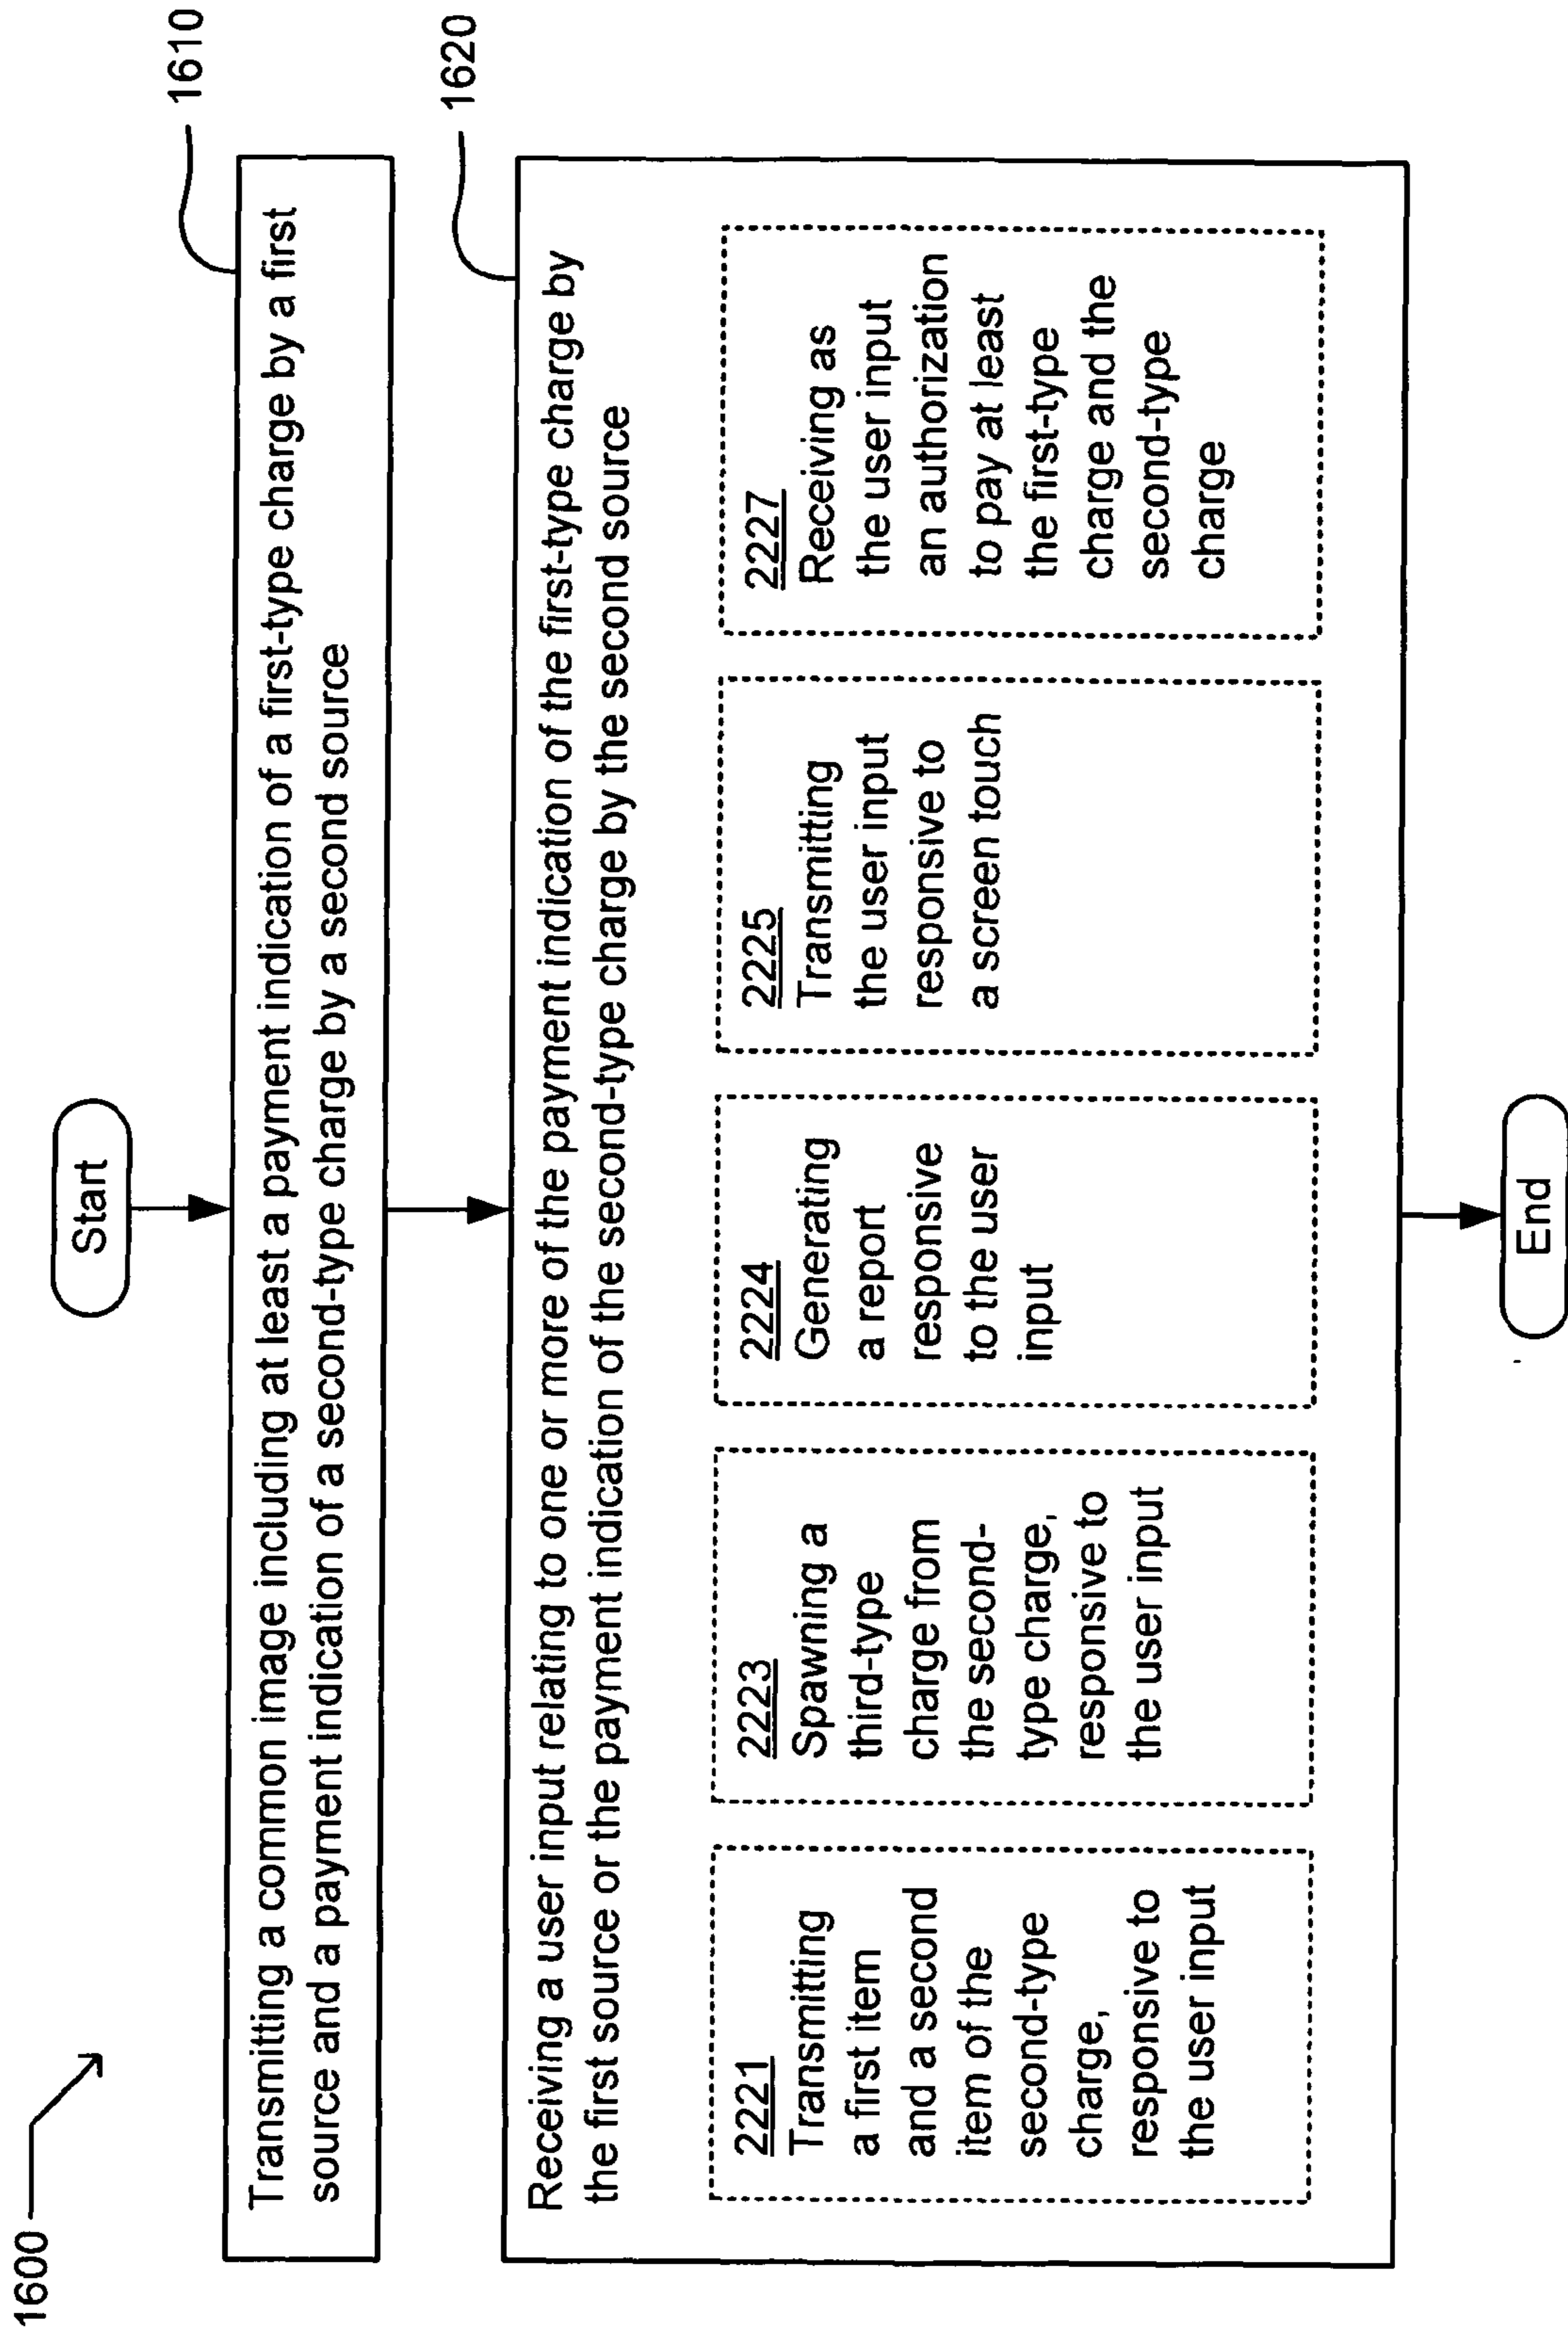 1600
Start
1610
Transmitting a common image including at least a payment indication of a first-type charge by a first
source and a payment indication of a second-type charge by a second source
1620
Receiving a user input relating to one or more of the payment indication of the first-type charge by
the first source or the payment indication of the second-type charge by the second source
2221
Transmitting
a first item
and a second
item of the
second-type
charge,
responsive to
the user input
2223
Spawning a
third-type
charge from
the second-
type charge,
responsive to
the user input
2224
Generating
a report
responsive
to the user
input
2225
Transmitting
the user input
responsive to
a screen touch
2227
Receiving as
the user input
an authorization
to pay at least
the first-type
charge and the
second-type
charge
End